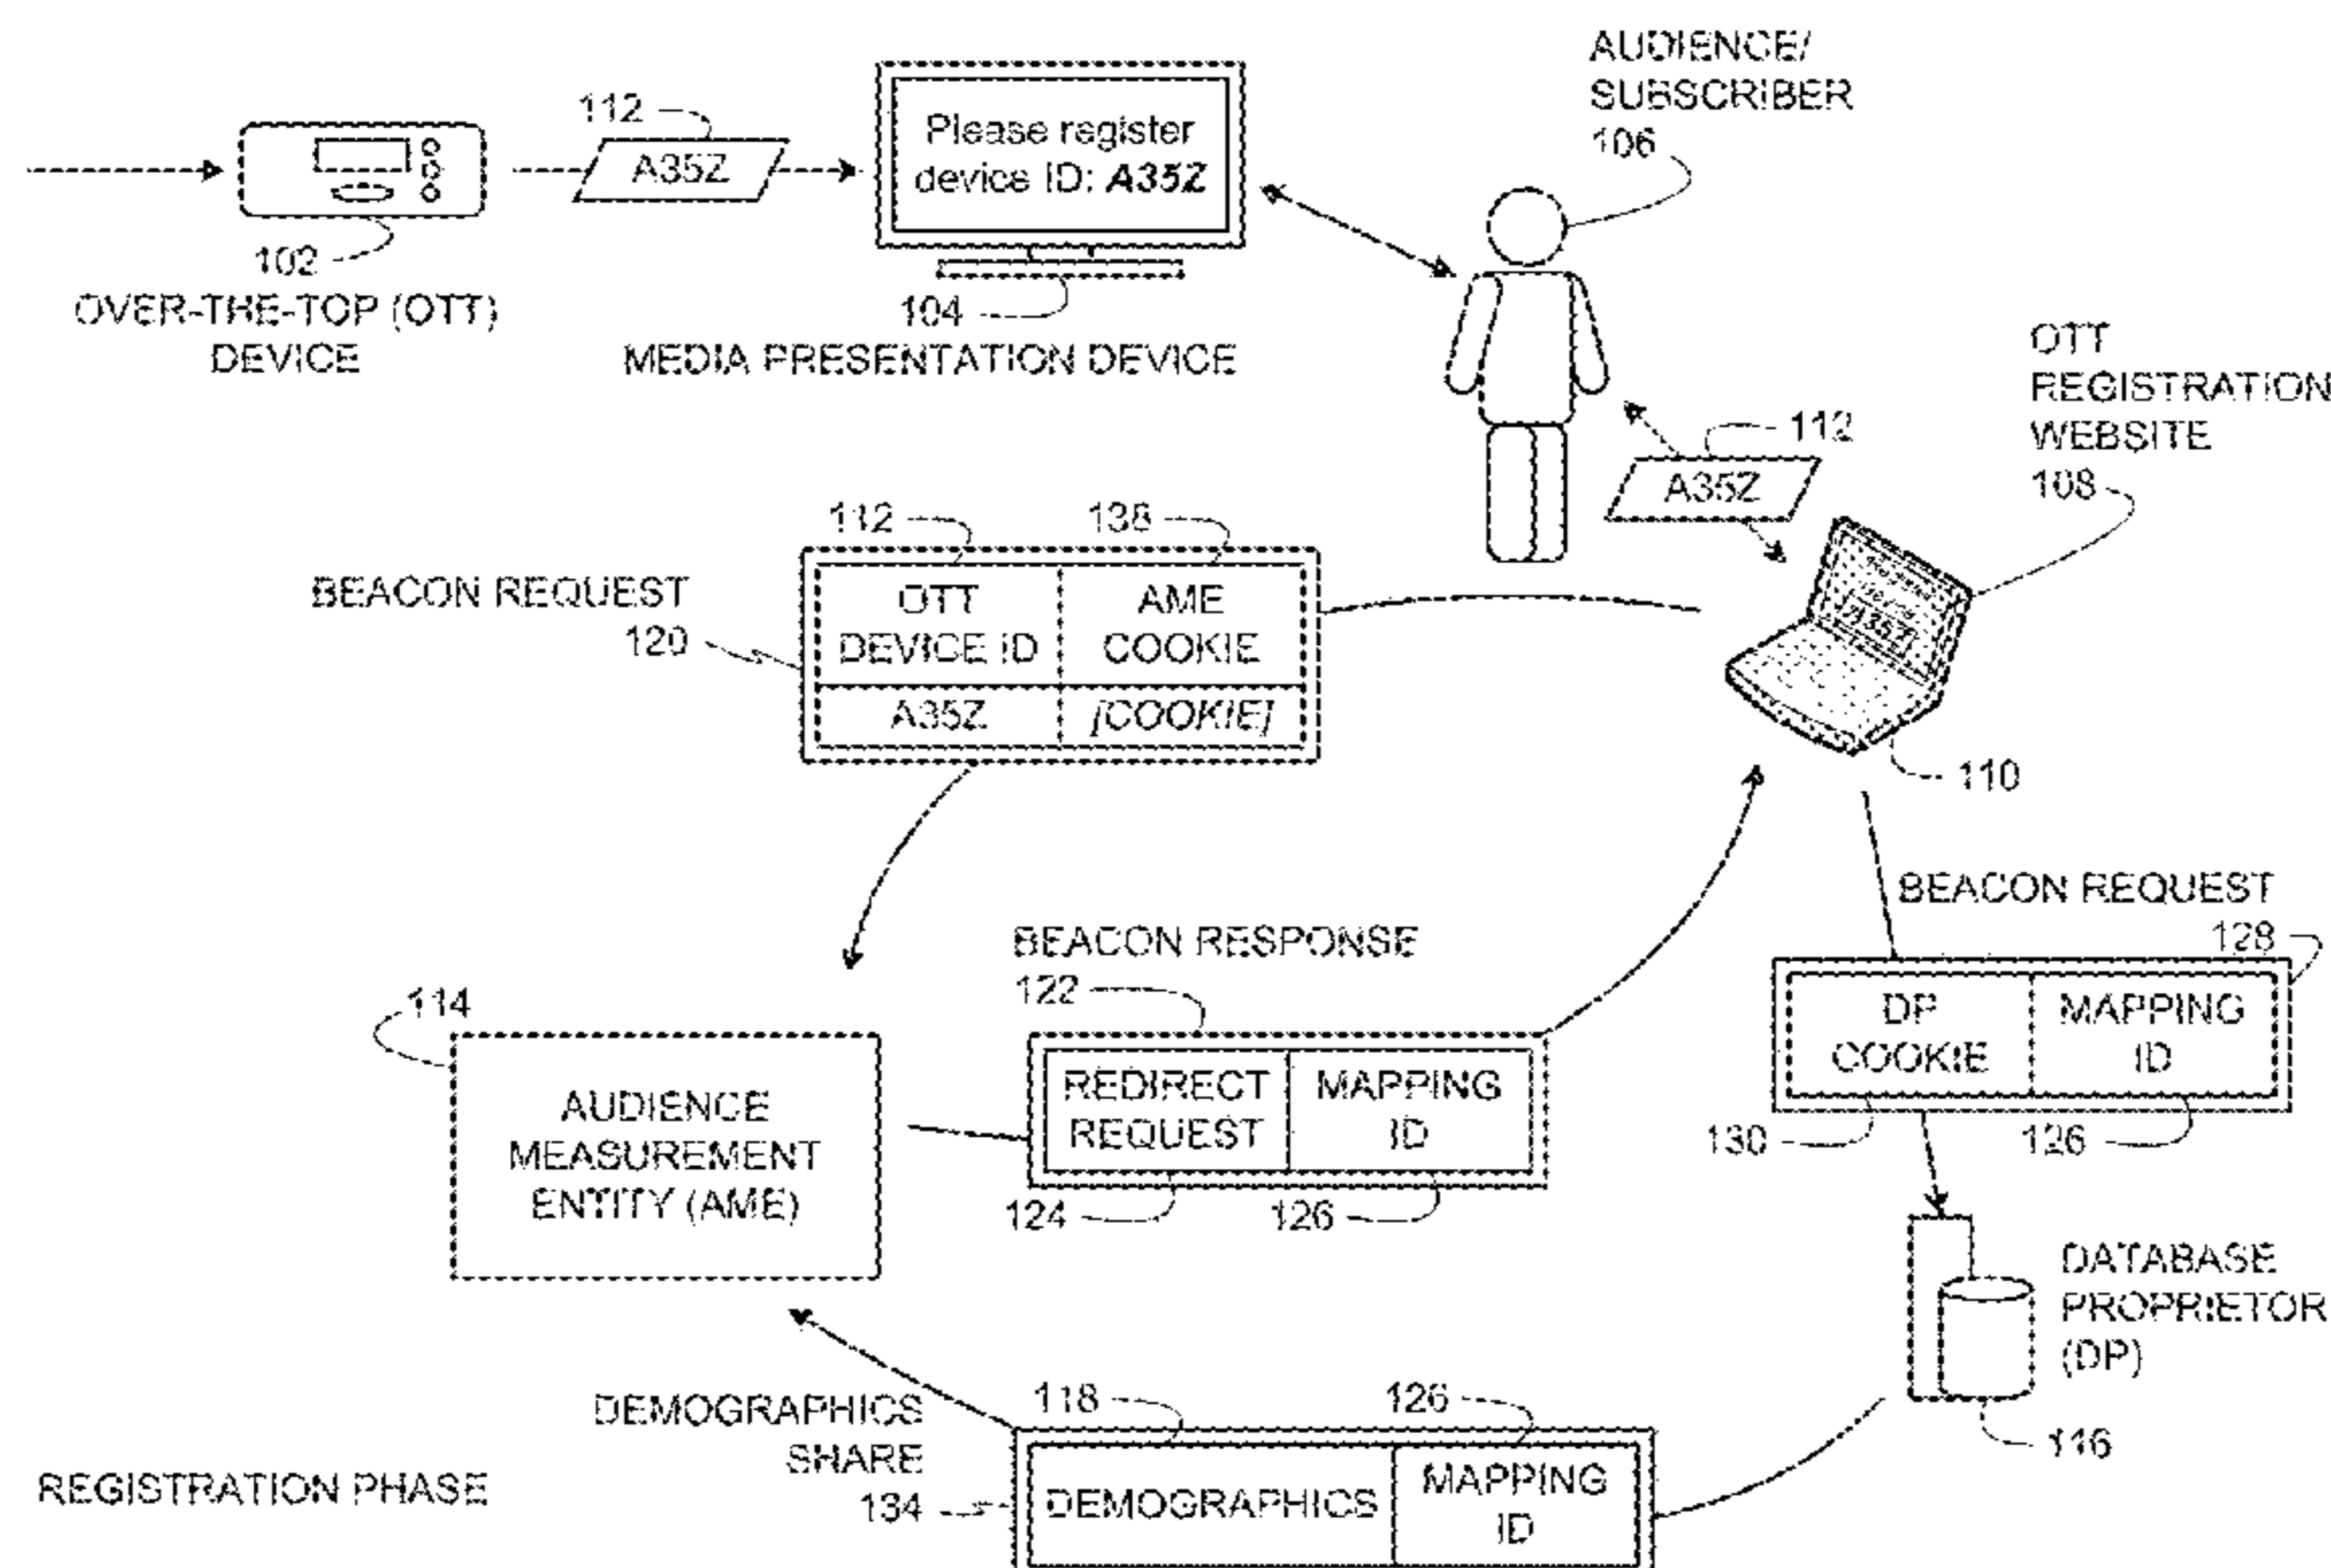 112
A35Z
Please register
device ID: A35Z
AUDIENCE/
SUBSCRIBER
106
102
OVER-THE-TOP (OTT)
DEVICE
104
MEDIA PRESENTATION DEVICE
OTT
REGISTRATION
WEBSITE
108
112
A35Z
A35Z
110
BEACON REQUEST
120
112
138
OTT
DEVICE ID
AME
COOKIE
A35Z
[COOKIE]
BEACON REQUEST
128
DP
COOKIE
MAPPING
ID
130
126
BEACON RESPONSE
122
REDIRECT
REQUEST
MAPPING
ID
124
126
114
AUDIENCE
MEASUREMENT
ENTITY (AME)
DATABASE
PROPRIETOR
(DP)
116
DEMOGRAPHICS
SHARE
134
118
126
DEMOGRAPHICS
MAPPING
ID
REGISTRATION PHASE